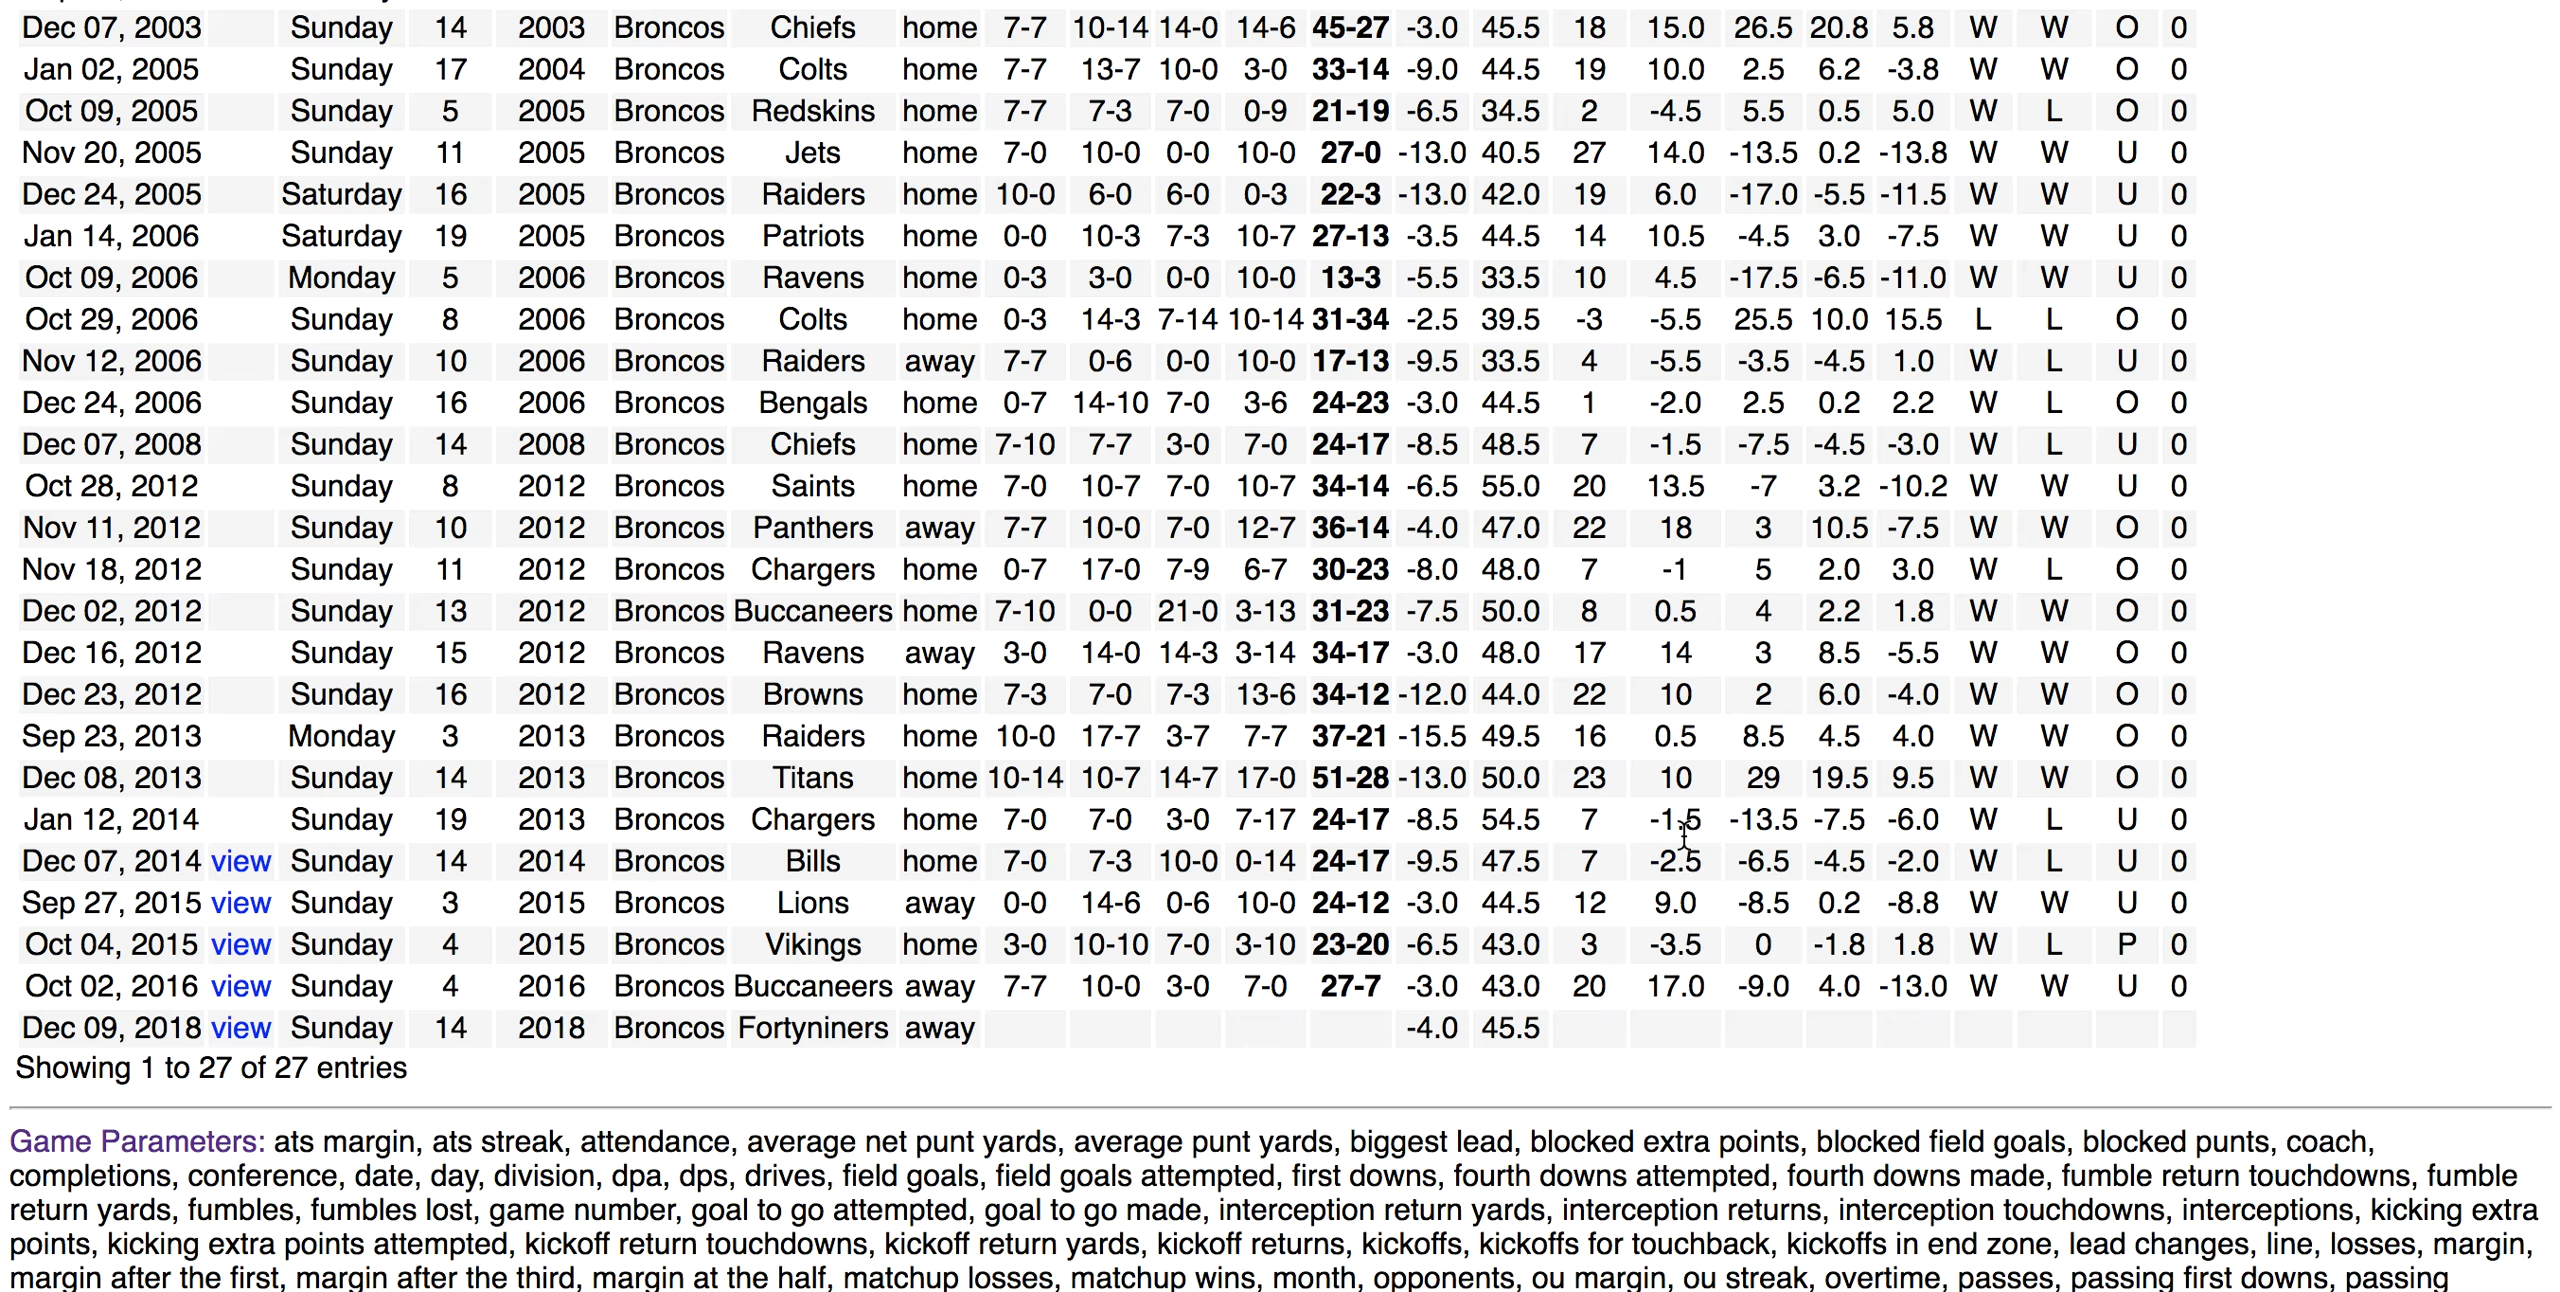 Dec 07, 2003 Sunday 14 2003 Broncos Chiefs home 7-7 10-14 14-0 14-6 45-27 -3.0 45.5 18 15.0 26.5 20.8 5.8 W W O 0
Jan 02, 2005 Sunday 17 2004 Broncos Colts home 7-7 13-7 10-0 3-0 33-14 -9.0 44.5 19 10.0 2.5 6.2 -3.8 W W O 0
Oct 09, 2005 Sunday 5 2005 Broncos Redskins home 7-7 7-3 7-0 0-9 21-19 -6.5 34.5 2 -4.5 5.5 0.5 5.0 W L O 0
Nov 20, 2005 Sunday 11 2005 Broncos Jets home 7-0 10-0 0-0 10-0 27-0 -13.0 40.5 27 14.0 -13.5 0.2 -13.8 W W U 0
Dec 24, 2005 Saturday 16 2005 Broncos Raiders home 10-0 6-0 6-0 0-3 22-3 -13.0 42.0 19 6.0 -17.0 -5.5 -11.5 W W U 0
Jan 14, 2006 Saturday 19 2005 Broncos Patriots home 0-0 10-3 7-3 10-7 27-13 -3.5 44.5 14 10.5 -4.5 3.0 -7.5 W W U 0
Oct 09, 2006 Monday 5 2006 Broncos Ravens home 0-3 3-0 0-0 10-0 13-3 -5.5 33.5 10 4.5 -17.5 -6.5 -11.0 W W U 0
Oct 29, 2006 Sunday 8 2006 Broncos Colts home 0-3 14-3 7-14 10-14 31-34 -2.5 39.5 -3 -5.5 25.5 10.0 15.5 L L O 0
Nov 12, 2006 Sunday 10 2006 Broncos Raiders away 7-7 0-6 0-0 10-0 17-13 -9.5 33.5 4 -5.5 -3.5 -4.5 1.0 W L U 0
Dec 24, 2006 Sunday 16 2006 Broncos Bengals home 0-7 14-10 7-0 3-6 24-23 -3.0 44.5 1 -2.0 2.5 0.2 2.2 W L O 0
Dec 07, 2008 Sunday 14 2008 Broncos Chiefs home 7-10 7-7 3-0 7-0 24-17 -8.5 48.5 7 -1.5 -7.5 -4.5 -3.0 W L U 0
Oct 28, 2012 Sunday 8 2012 Broncos Saints home 7-0 10-7 7-0 10-7 34-14 -6.5 55.0 20 13.5 -7 3.2 -10.2 W W U 0
Nov 11, 2012 Sunday 10 2012 Broncos Panthers away 7-7 10-0 7-0 12-7 36-14 -4.0 47.0 22 18 3 10.5 -7.5 W W O 0
Nov 18, 2012 Sunday 11 2012 Broncos Chargers home 0-7 17-0 7-9 6-7 30-23 -8.0 48.0 7 -1 5 2.0 3.0 W L O 0
Dec 02, 2012 Sunday 13 2012 Broncos Buccaneers home 7-10 0-0 21-0 3-13 31-23 -7.5 50.0 8 0.5 4 2.2 1.8 W W O 0
Dec 16, 2012 Sunday 15 2012 Broncos Ravens away 3-0 14-0 14-3 3-14 34-17 -3.0 48.0 17 14 3 8.5 -5.5 W W O 0
Dec 23, 2012 Sunday 16 2012 Broncos Browns home 7-3 7-0 7-3 13-6 34-12 -12.0 44.0 22 10 2 6.0 -4.0 W W O 0
Sep 23, 2013 Monday 3 2013 Broncos Raiders home 10-0 17-7 3-7 7-7 37-21 -15.5 49.5 16 0.5 8.5 4.5 4.0 W W O 0
Dec 08, 2013 Sunday 14 2013 Broncos Titans home 10-14 10-7 14-7 17-0 51-28 -13.0 50.0 23 10 29 19.5 9.5 W W O 0
Jan 12, 2014 Sunday 19 2013 Broncos Chargers home 7-0 7-0 3-0 7-17 24-17 -8.5 54.5 7 -1.5 -13.5 -7.5 -6.0 W L U 0
Dec 07, 2014 view Sunday 14 2014 Broncos Bills home 7-0 7-3 10-0 0-14 24-17 -9.5 47.5 7 -2.5 -6.5 -4.5 -2.0 W L U 0
Sep 27, 2015 view Sunday 3 2015 Broncos Lions away 0-0 14-6 0-6 10-0 24-12 -3.0 44.5 12 9.0 -8.5 0.2 -8.8 W W U 0
Oct 04, 2015 view Sunday 4 2015 Broncos Vikings home 3-0 10-10 7-0 3-10 23-20 -6.5 43.0 3 -3.5 0 -1.8 1.8 W L P 0
Oct 02, 2016 view Sunday 4 2016 Broncos Buccaneers away 7-7 10-0 3-0 7-0 27-7 -3.0 43.0 20 17.0 -9.0 4.0 -13.0 W W U 0
Dec 09, 2018 view Sunday 14 2018 Broncos Fortyniners away -4.0 45.5
Showing 1 to 27 of 27 entries
Game Parameters: ats margin, ats streak, attendance, average net punt yards, average punt yards, biggest lead, blocked extra points, blocked field goals, blocked punts, coach,
completions, conference, date, day, division, dpa, dps, drives, field goals, field goals attempted, first downs, fourth downs attempted, fourth downs made, fumble return touchdowns, fumble
return yards, fumbles, fumbles lost, game number, goal to go attempted, goal to go made, interception return yards, interception returns, interception touchdowns, interceptions, kicking extra
points, kicking extra points attempted, kickoff return touchdowns, kickoff return yards, kickoff returns, kickoffs, kickoffs for touchback, kickoffs in end zone, lead changes, line, losses, margin,
margin after the first, margin after the third, margin at the half, matchup losses, matchup wins, month, opponents, ou margin, ou streak, overtime, passes, passing first downs, passing